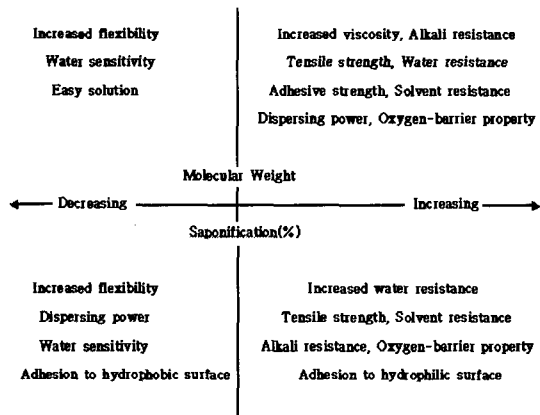 Increased flexibility
Water sensitivity
Easy solution
Increased viscosity, Alkali resistance
Tensile strength, Water resistance
Adhesive strength, Solvent resistance
Dispersing power, Oxygen-barrier property
Molecular Weight
Decreasing
Increasing
Saponification(%)
Increased flexibility
Dispersing power
Water sensitivity
Adhesion to hydrophobic surface
Increased water resistance
Tensile strength, Solvent resistance
Alkali resistance, Oxygen-barrier property
Adhesion to hydrophilic surface